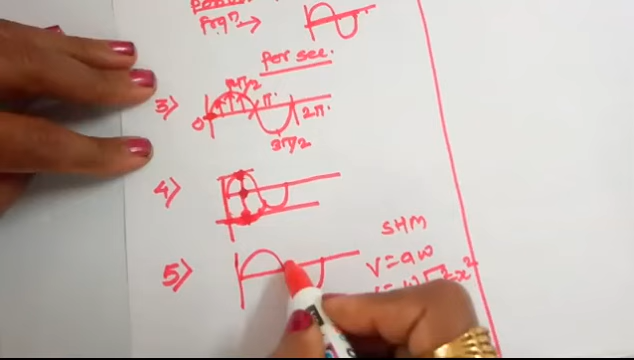 Frqn →
per sec.
3) 0 π/2 π 2π
3π/2
4)
SHM
5) V = aω